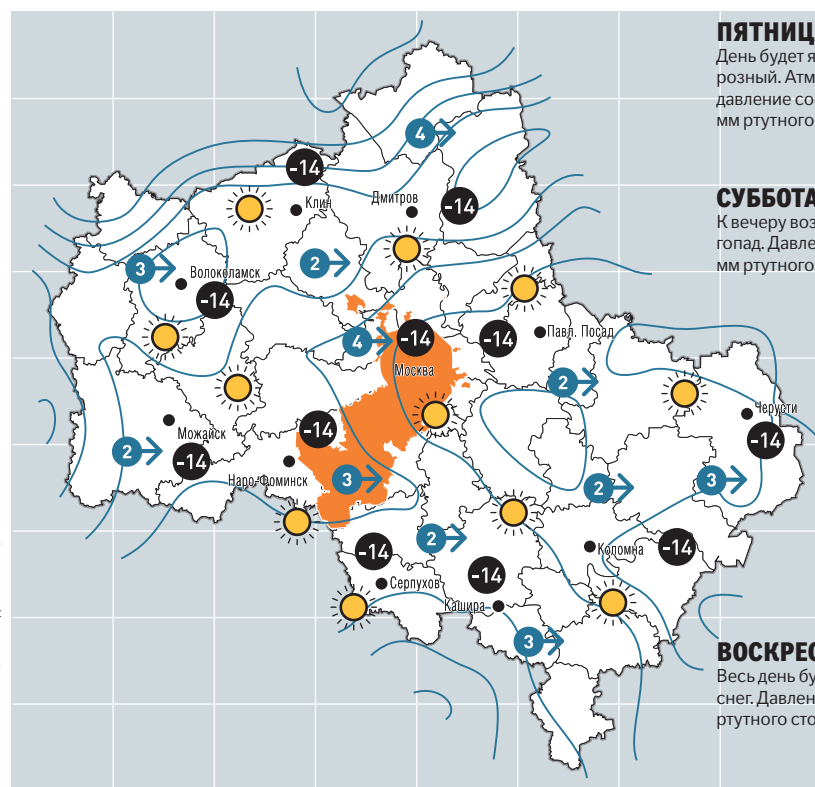 ПЯТНИЦ
День будет я
розный. Атм
давление со
мм ртутного
4
-14
Клин
Дмитров
-14
СУББОТА
К вечеру воз
гопад. Давле
мм ртутного
3
Волоколамск
2
-14
4
-14
Москва
-14
Павл. Посад
2
Черусти
-14
Можайск
2
-14
-14
Наро-Фоминск
3
2
3
2
-14
Серпухов
-14
Кашира
Коломна
-14
3
ВОСКРЕС
Весь день бу
снег. Давлен
ртутного сто